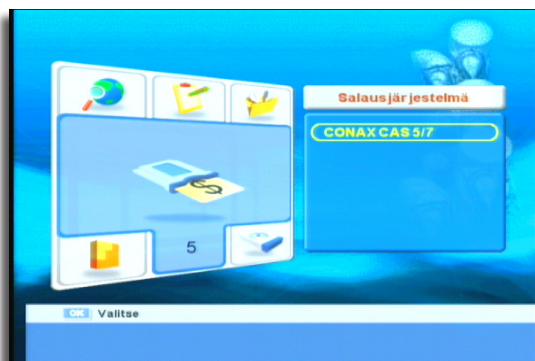 Salausjärjestelmä
CONAX CAS 5/7
$
5
OK Valitse